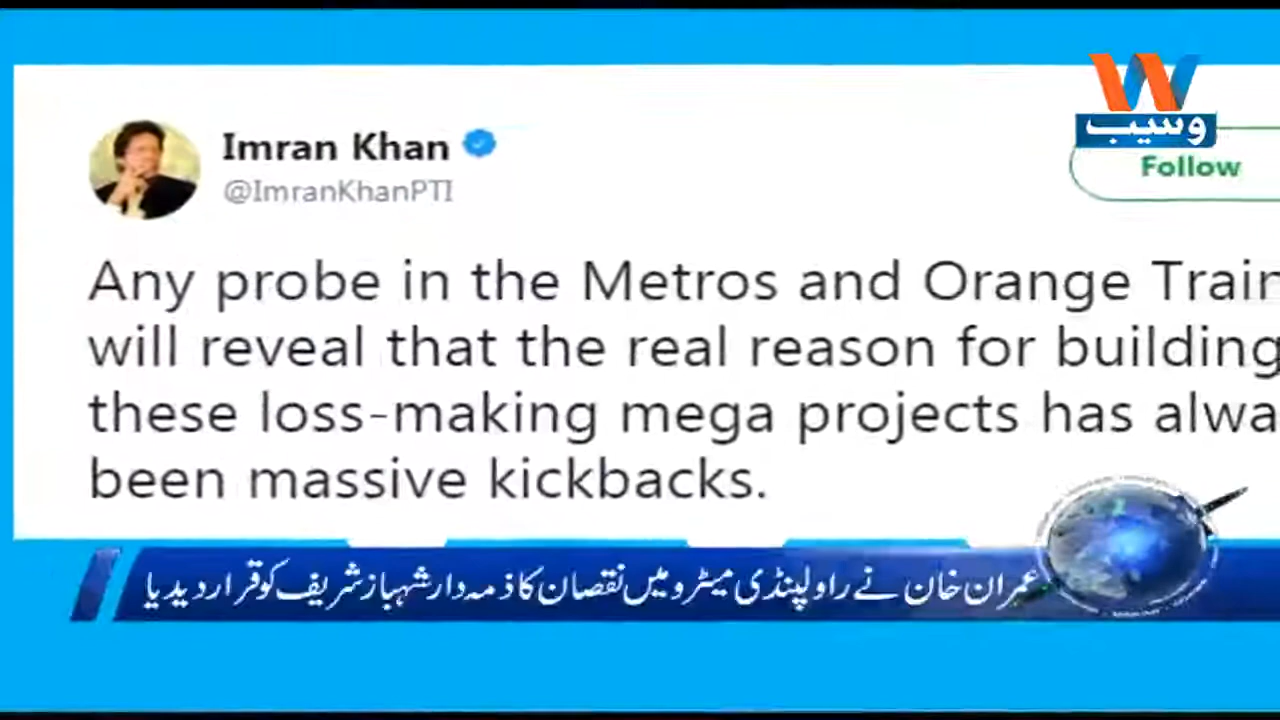 Imran Khan
@ImranKhanPTI
وسیب
Follow
Any probe in the Metros and Orange Train
will reveal that the real reason for building
these loss-making mega projects has alwa
been massive kickbacks.
عمران خان نے راولپنڈی میٹرو میں نقصان کا ذمہ دار شہباز شریف کو قرار دیدیا